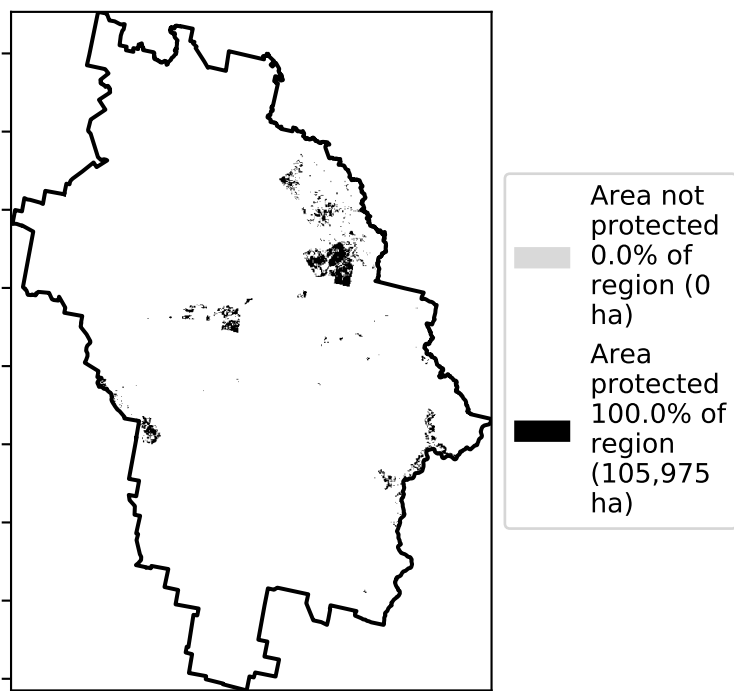 Area not
protected
0.0% of
region (0
ha)
Area
protected
100.0% of
region
(105,975
ha)